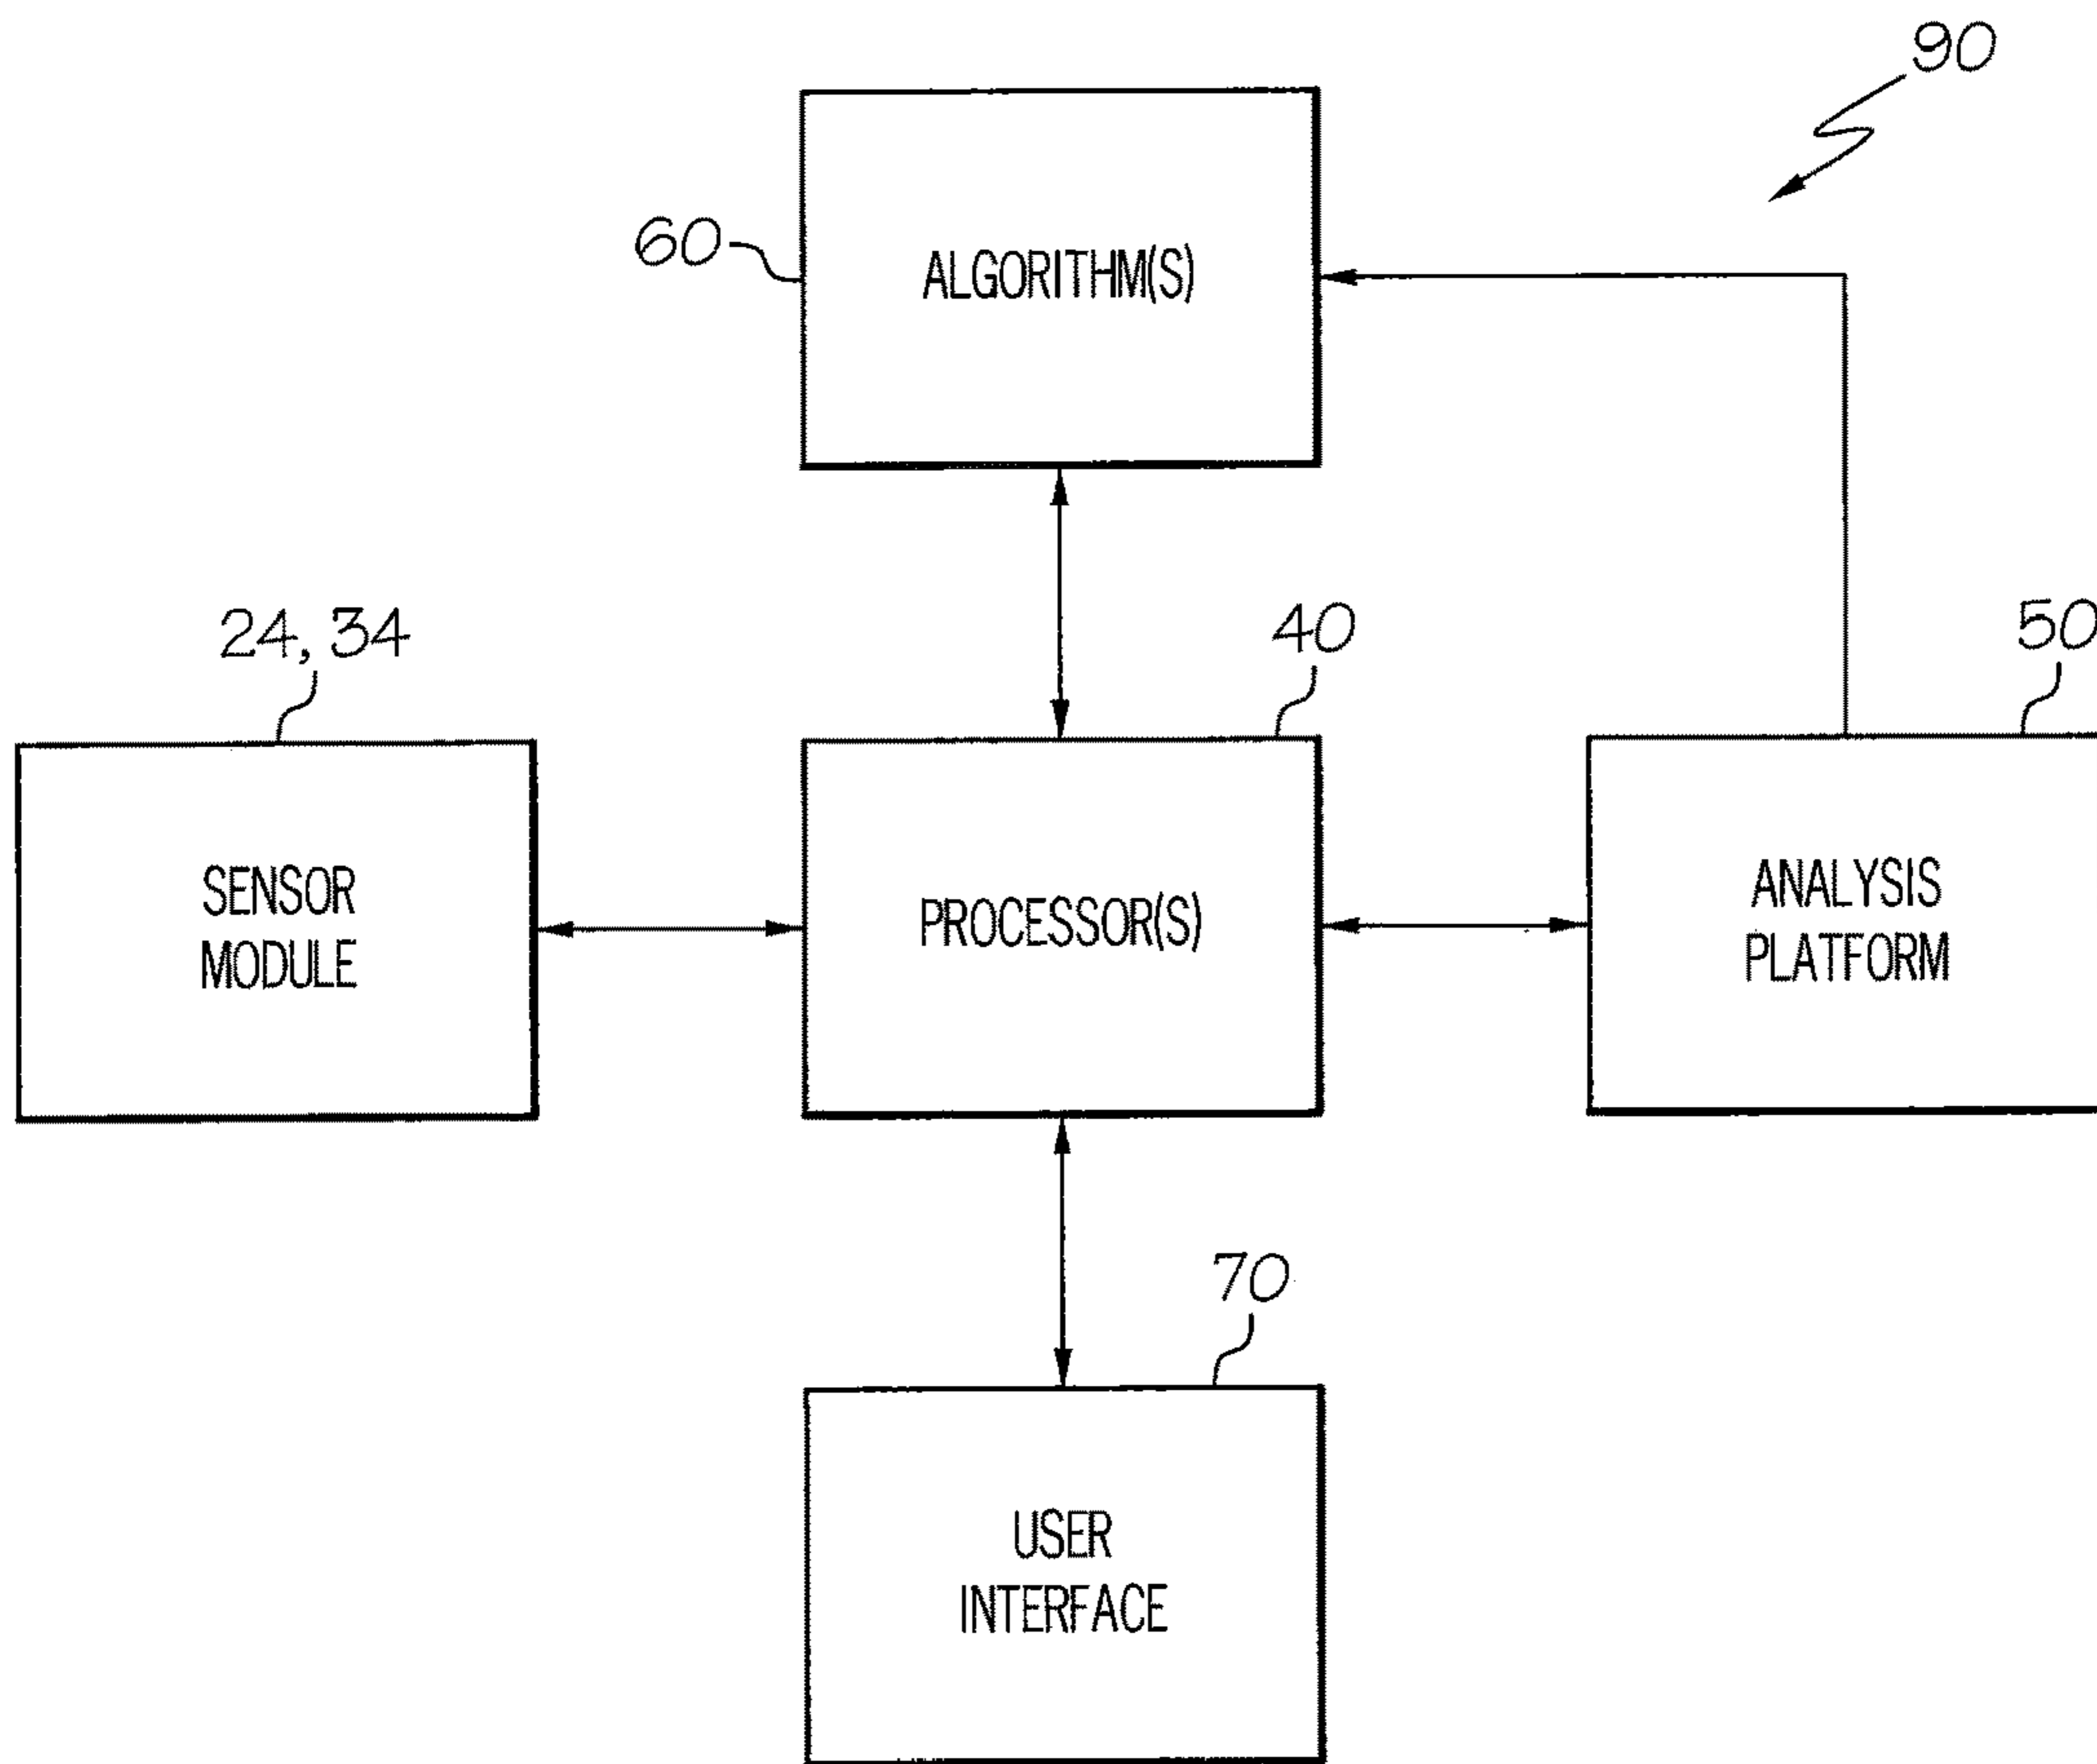 90
60
ALGORITHM(S)
24, 34
40
50
SENSOR
MODULE
PROCESSOR(S)
ANALYSIS
PLATFORM
70
USER
INTERFACE